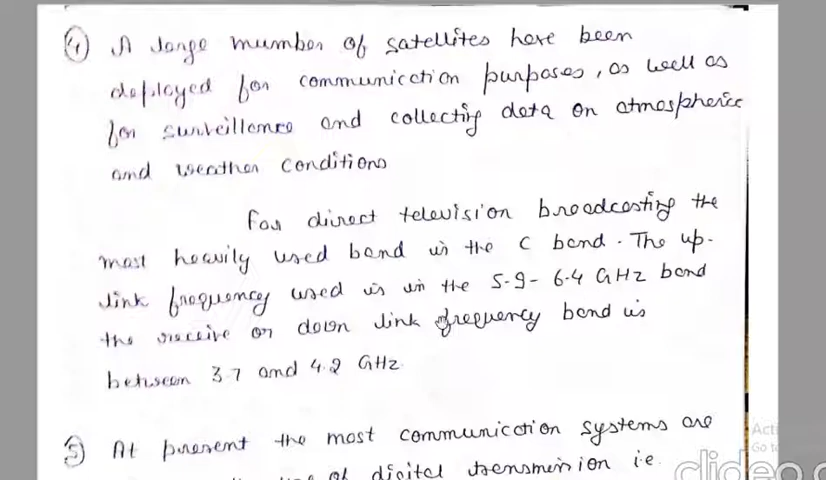 (4) A large number of satellites have been
deployed for communication purposes, as well as
for surveillance and collecting data on atmospheric
and weather conditions
For direct television broadcasting the
most heavily used band is the C band. The up-
link frequency used is in the 5.9-6.4 GHz band
the receive or down link frequency band is
between 3.7 and 4.2 GHz.
(5) At present the most communication systems are
of digital transmission i.e.
Acti
Go to
clideo.c